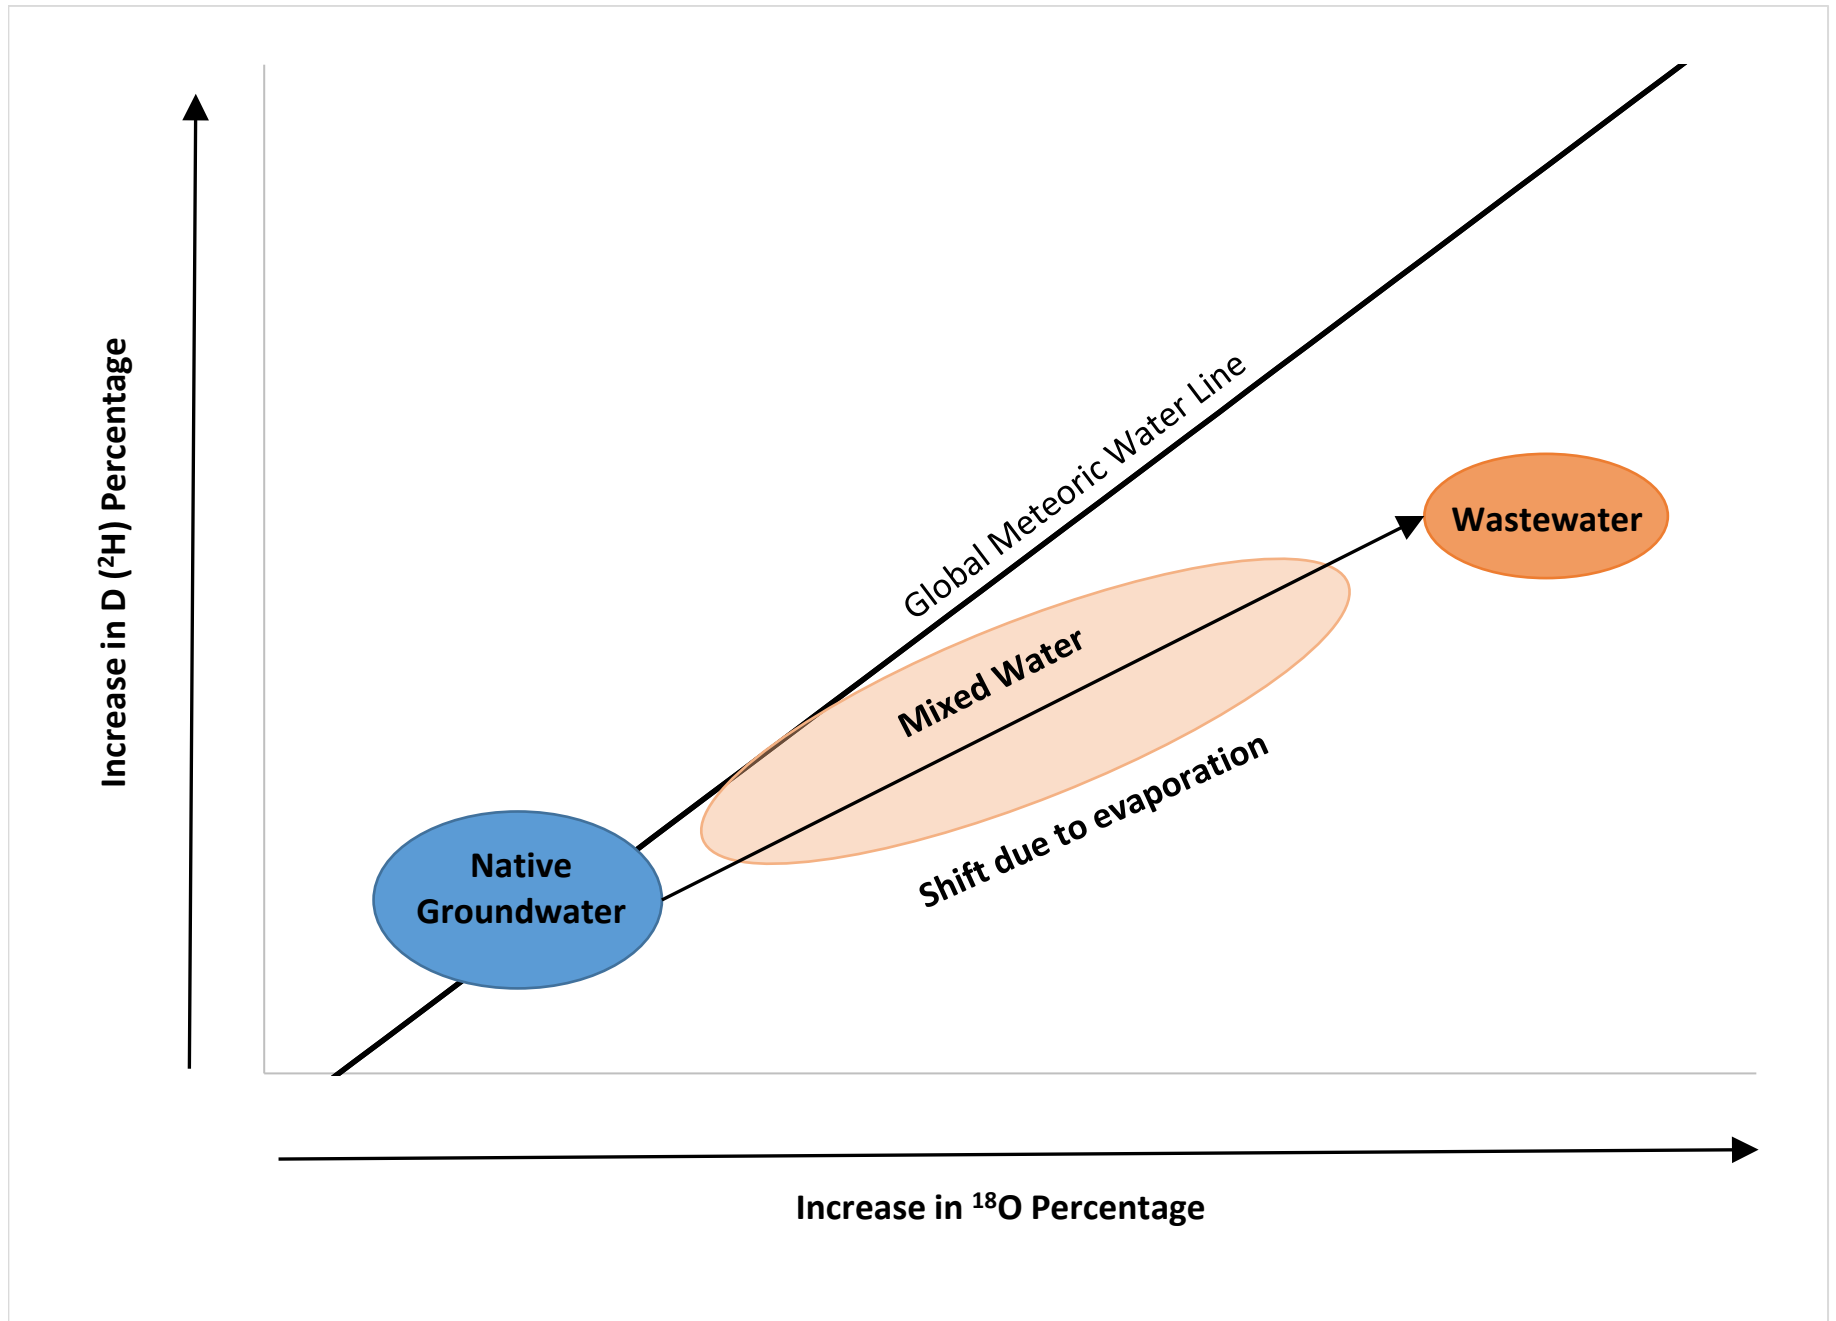 Increase in D (²H) Percentage
Global Meteoric Water Line
Wastewater
Mixed Water
Shift due to evaporation
Native
Groundwater
Increase in ¹⁸O Percentage